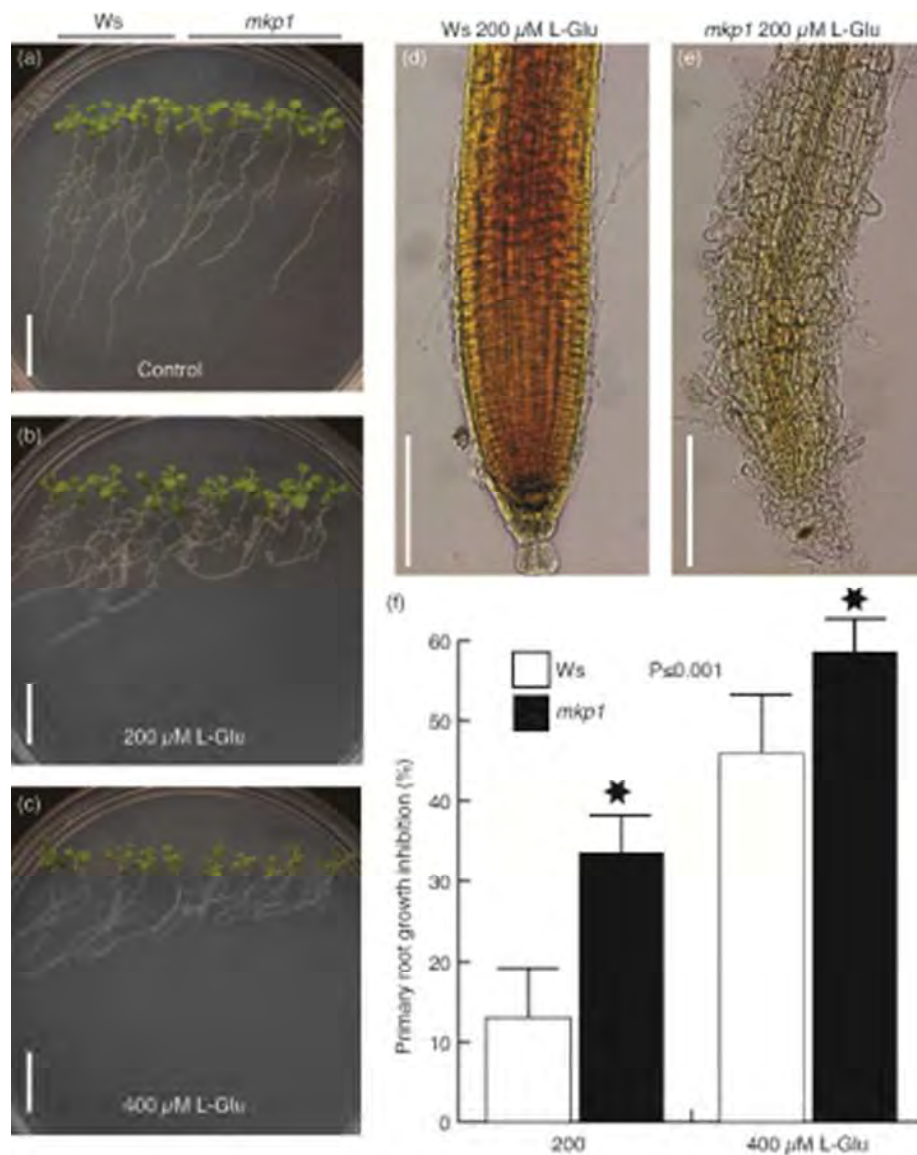 Ws mkp1
(a)
Control
(b)
200 µM L-Glu
(c)
400 µM L-Glu
Ws 200 µM L-Glu
(d)
mkp1 200 µM L-Glu
(e)
(f)
Primary root growth inhibition (%)
60
50
40
30
20
10
0
Ws P≤0.001
mkp1
200 400 µM L-Glu